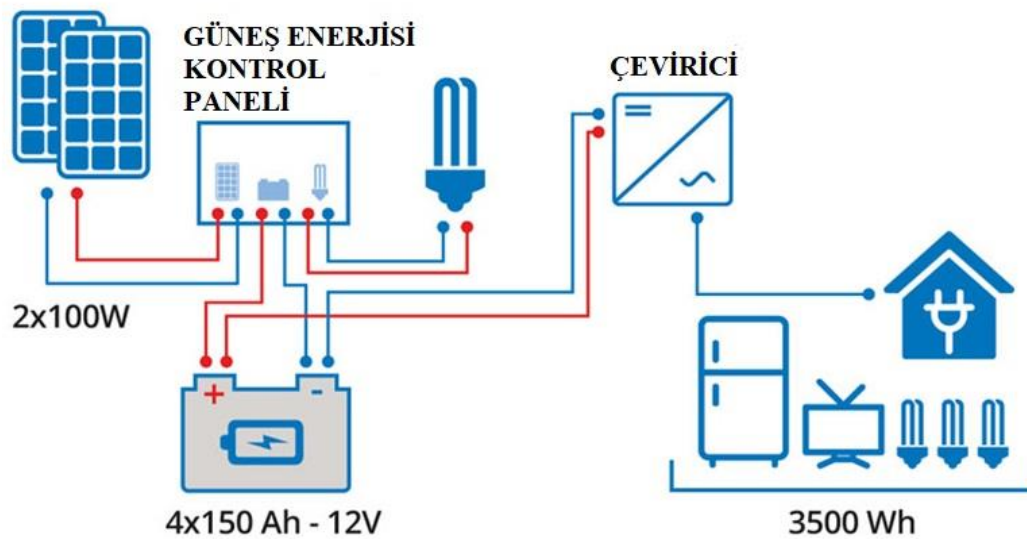 GÜNEŞ ENERJİSİ
KONTROL
PANELİ
ÇEVİRİCİ
2x100W
+
-
4x150 Ah - 12V
3500 Wh